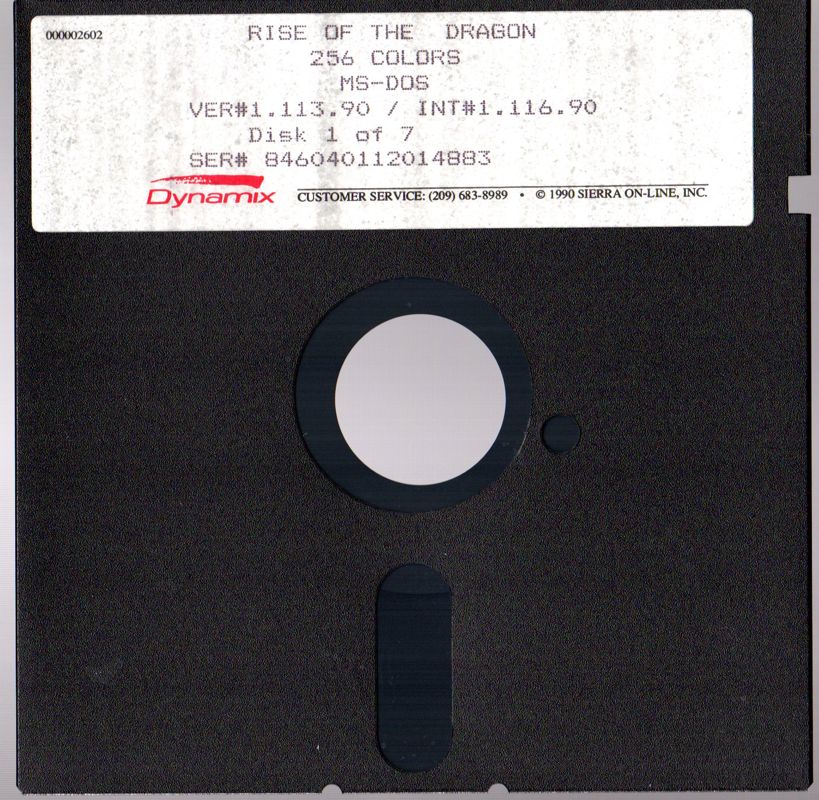 000002602
RISE OF THE DRAGON
256 COLORS
MS-DOS
VER#1.113.90 / INT#1.116.90
Disk 1 of 7
SER# 846040112014883
Dynamix CUSTOMER SERVICE: (209) 683-8989 • © 1990 SIERRA ON-LINE, INC.